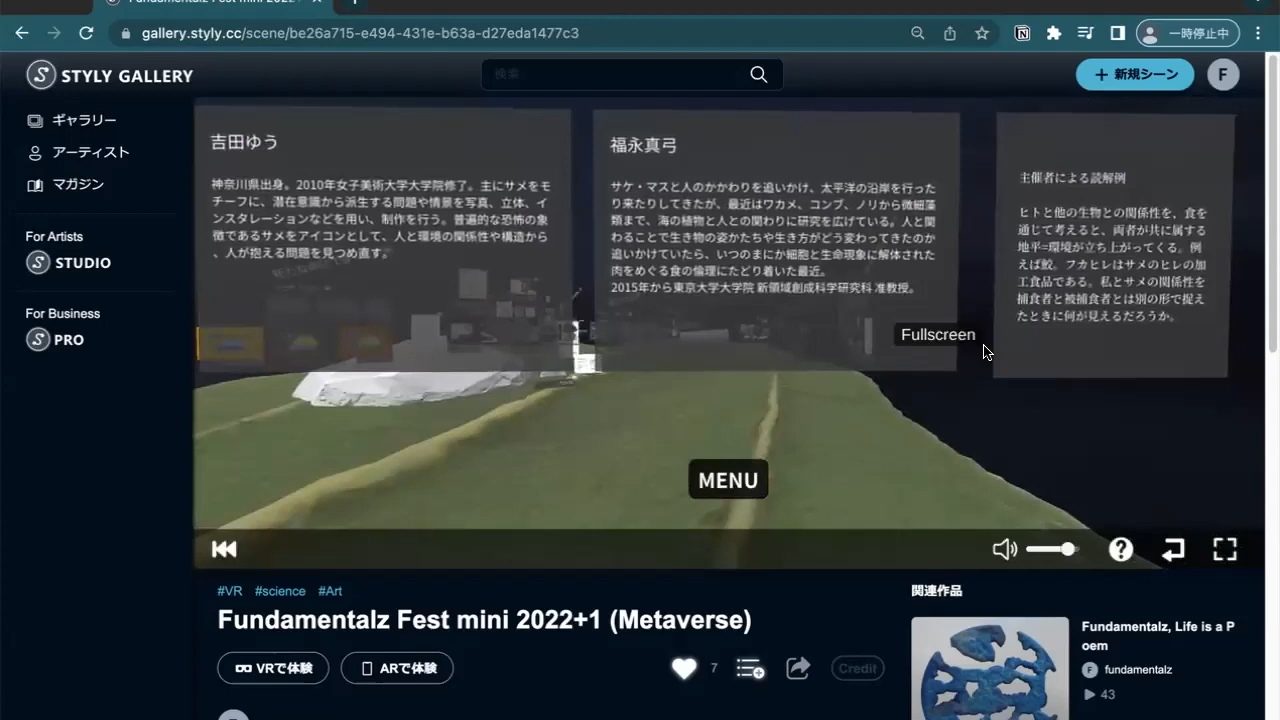 Fundamentalz Fest mini 2022
gallery.styly.cc/scene/be26a715-e494-431e-b63a-d27eda1477c3
一時停止中
STYLY GALLERY
検索
新規シーン
F
ギャラリー
アーティスト
マガジン
For Artists
STUDIO
For Business
PRO
吉田ゆう
神奈川県出身。2010年女子美術大学大学院修了。主にサメをモ
チーフに、潜在意識から派生する問題や情景を写真、立体、イ
ンスタレーションなどを用い、制作を行う。普遍的な恐怖の象
徴であるサメをアイコンとして、人と環境の関係性や構造から
、人が抱える問題を見つめ直す。
福永真弓
サケ・マスと人のかかわりを追いかけ、太平洋の沿岸を行った
り来たりしてきたが、最近はワカメ、コンブ、ノリから微細藻
類まで、海の植物と人との関わりに研究を広げている。人と関
わることで生き物の姿かたちや生き方がどう変わってきたのか
追いかけていたら、いつのまにか細胞と生命現象に解体された
肉をめぐる食の倫理にたどり着いた最近。
2015年から東京大学大学院 新領域創成科学研究科 准教授。
主催者による読解例
ヒトと他の生物との関係性を、食を
通じて考えると、両者が共に属する
地平=環境が立ち上がってくる。例
えば鮫。フカヒレはサメのヒレの加
工食品である。私とサメの関係性を
捕食者と被捕食者とは別の形で捉え
たときに何が見えるだろうか。
Fullscreen
MENU
#VR #science #Art
Fundamentalz Fest mini 2022+1 (Metaverse)
VRで体験
ARで体験
7
Credit
関連作品
Fundamentalz, Life is a P
oem
F fundamentalz
43